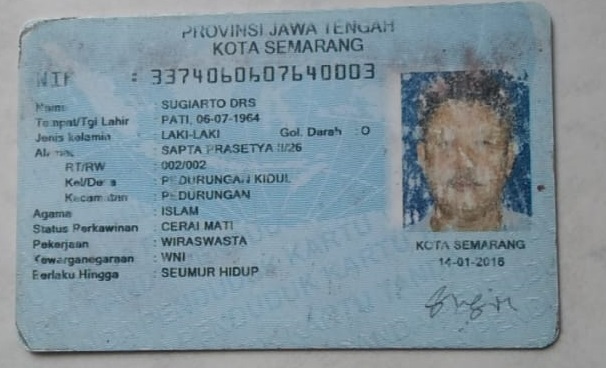 PROVINSI JAWA TENGAH
KOTA SEMARANG
NIK : 3374060607640003
Nama : SUGIARTO DRS
Tempat/Tgl Lahir : PATI, 06-07-1964
Jenis kelamin : LAKI-LAKI Gol. Darah : O
Alamat : SAPTA PRASETYA II/26
RT/RW : 002/002
Kel/Desa : PEDURUNGAN KIDUL
Kecamatan : PEDURUNGAN
Agama : ISLAM
Status Perkawinan : CERAI MATI
Pekerjaan : WIRASWASTA
Kewarganegaraan : WNI
Berlaku Hingga : SEUMUR HIDUP
KOTA SEMARANG
14-01-2016